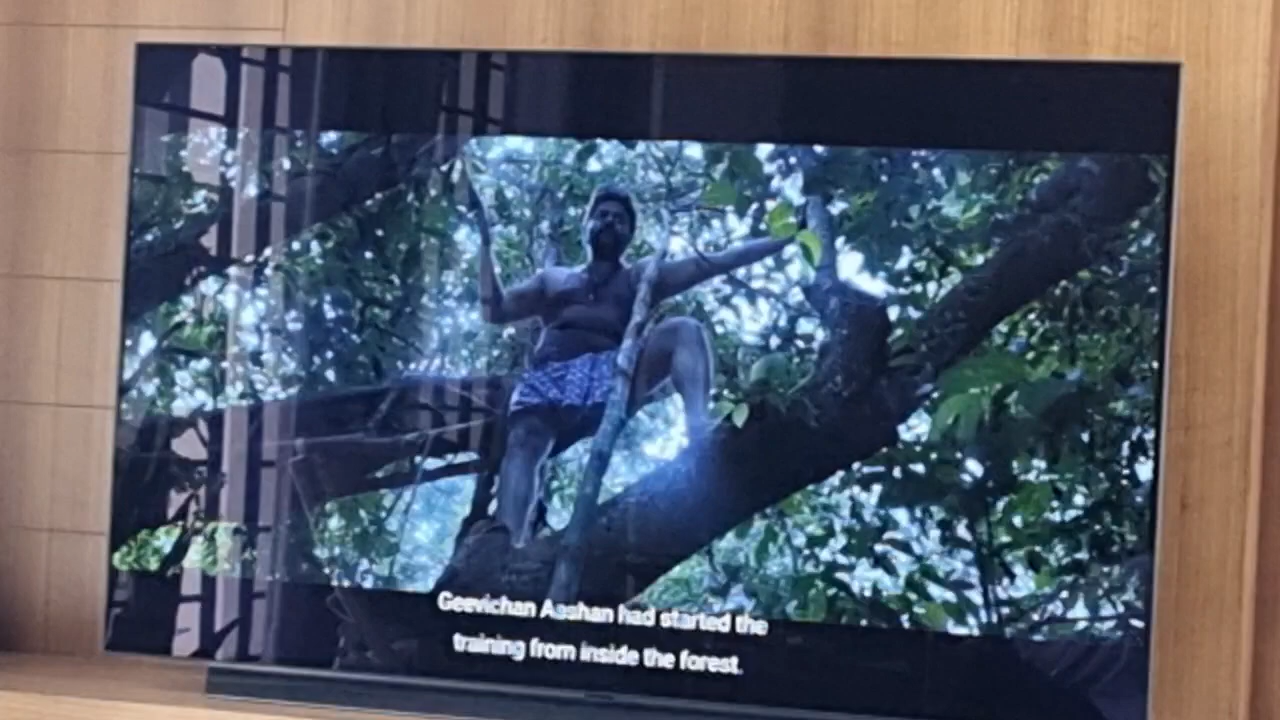 Geevichan Aashan had started the
training from inside the forest.